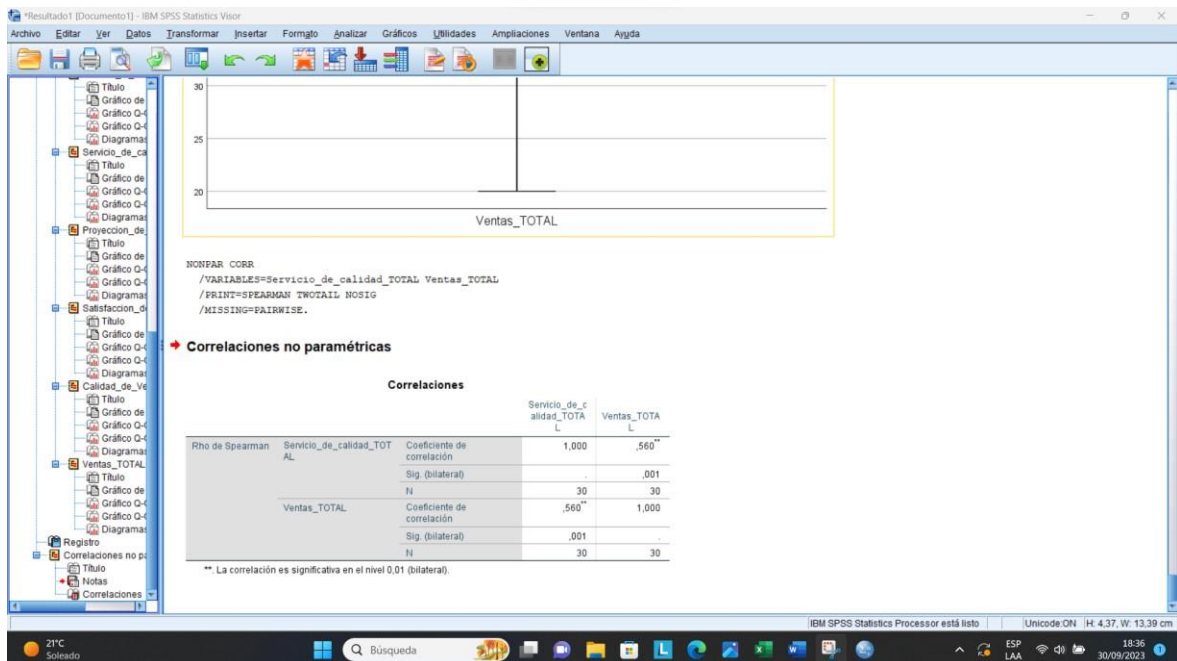 *Resultado1 [Documento1] - IBM SPSS Statistics Visor
Archivo Editar Ver Datos Transformar Insertar Formato Analizar Gráficos Utilidades Ampliaciones Ventana Ayuda
Título
Gráfico de
Gráfico Q-
Gráfico Q-
Diagramas
Servicio_de_ca
Título
Gráfico de
Gráfico Q-
Gráfico Q-
Diagramas
Proyeccion_de_
Título
Gráfico de
Gráfico Q-
Gráfico Q-
Diagramas
Satisfaccion_d
Título
Gráfico de
Gráfico Q-
Gráfico Q-
Diagramas
Calidad_de_Ve
Título
Gráfico de
Gráfico Q-
Gráfico Q-
Diagramas
Ventas_TOTAL
Título
Gráfico de
Gráfico Q-
Gráfico Q-
Diagramas
Registro
Correlaciones no pa
Título
Notas
Correlaciones
30
25
20
Ventas_TOTAL
NONPAR CORR
/VARIABLES=Servicio_de_calidad_TOTAL Ventas_TOTAL
/PRINT=SPEARMAN TWOTAIL NOSIG
/MISSING=PAIRWISE.
Correlaciones no paramétricas
Correlaciones
Servicio_de_c
alidad_TOTA Ventas_TOTA
L L
Rho de Spearman Servicio_de_calidad_TOT Coeficiente de 1,000 ,560**
AL correlación
Sig. (bilateral) . ,001
N 30 30
Ventas_TOTAL Coeficiente de ,560** 1,000
correlación
Sig. (bilateral) ,001 .
N 30 30
**. La correlación es significativa en el nivel 0,01 (bilateral).
IBM SPSS Statistics Processor está listo Unicode:ON H: 4,37, W: 13,39 cm
21°C
Soleado
Búsqueda
ESP
LAA
18:36
30/09/2023
1